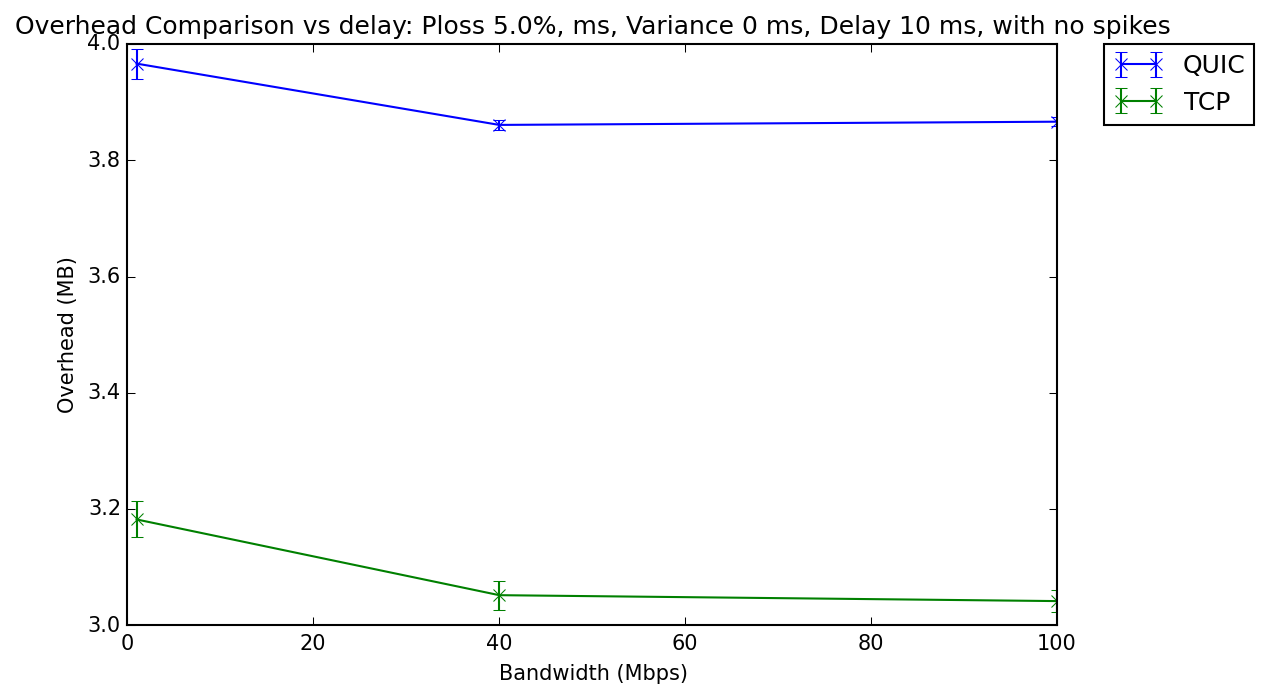 Overhead Comparison vs delay: Ploss 5.0%, ms, Variance 0 ms, Delay 10 ms, with no spikes
QUIC
TCP
4.0
3.8
3.6
3.4
3.2
3.0
Overhead (MB)
0 20 40 60 80 100
Bandwidth (Mbps)